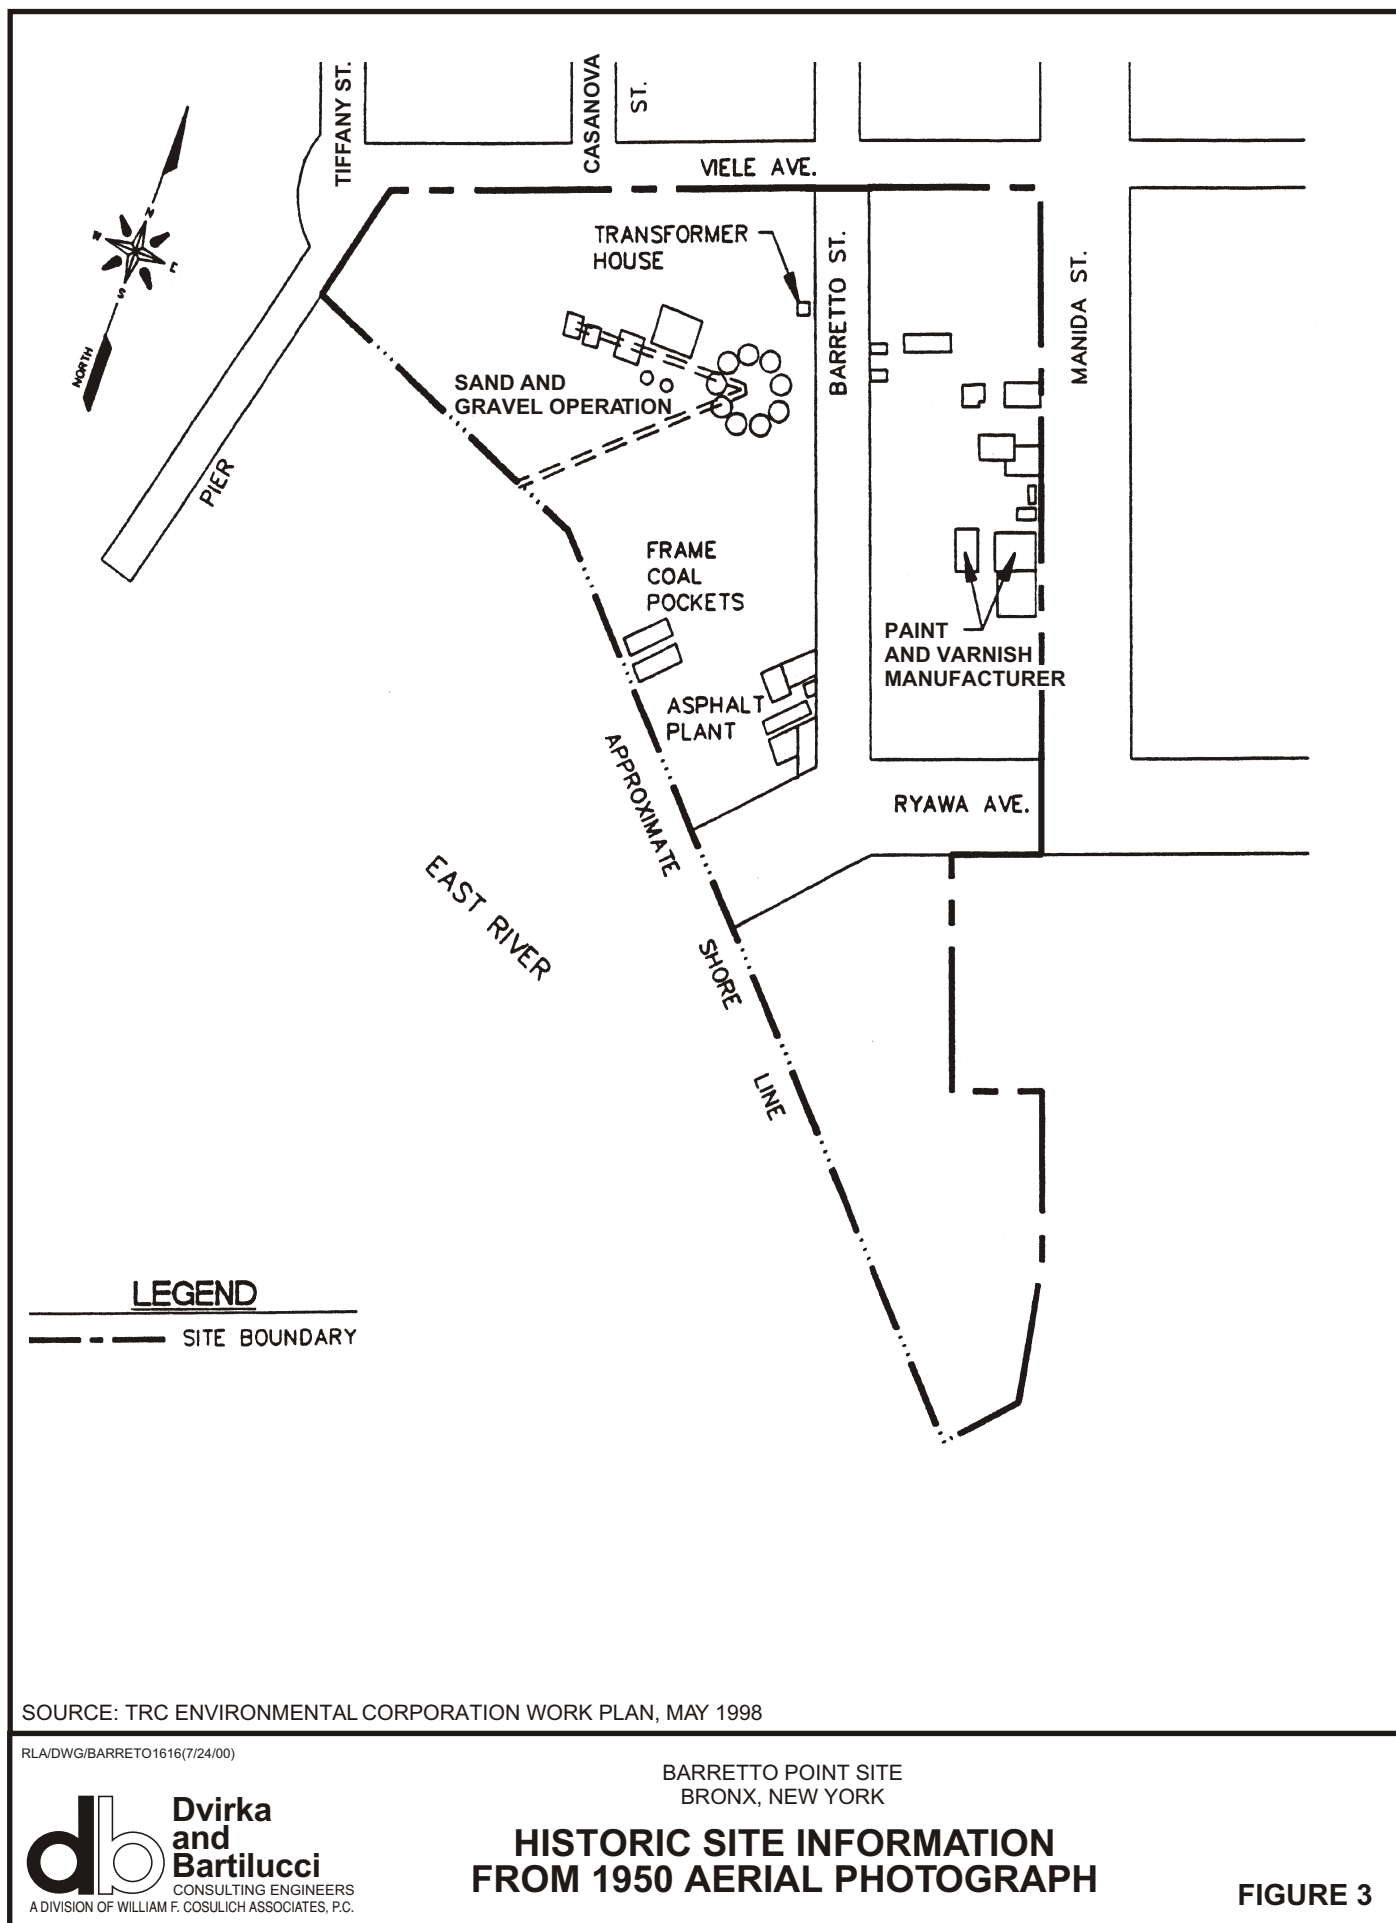 TIFFANY ST.
CASANOVA
ST.
VIELE AVE.
TRANSFORMER
HOUSE
BARRETTO ST.
MANIDA ST.
N
E
S
NORTH
SAND AND
GRAVEL OPERATION
PIER
FRAME
COAL
POCKETS
PAINT
AND VARNISH
MANUFACTURER
ASPHALT
PLANT
RYAWA AVE.
APPROXIMATE
SHORE
LINE
EAST RIVER
LEGEND
SITE BOUNDARY
SOURCE: TRC ENVIRONMENTAL CORPORATION WORK PLAN, MAY 1998
RLA/DWG/BARRETO1616(7/24/00)
db
Dvirka
and
Bartilucci
CONSULTING ENGINEERS
A DIVISION OF WILLIAM F. COSULICH ASSOCIATES, P.C.
BARRETTO POINT SITE
BRONX, NEW YORK
HISTORIC SITE INFORMATION
FROM 1950 AERIAL PHOTOGRAPH
FIGURE 3